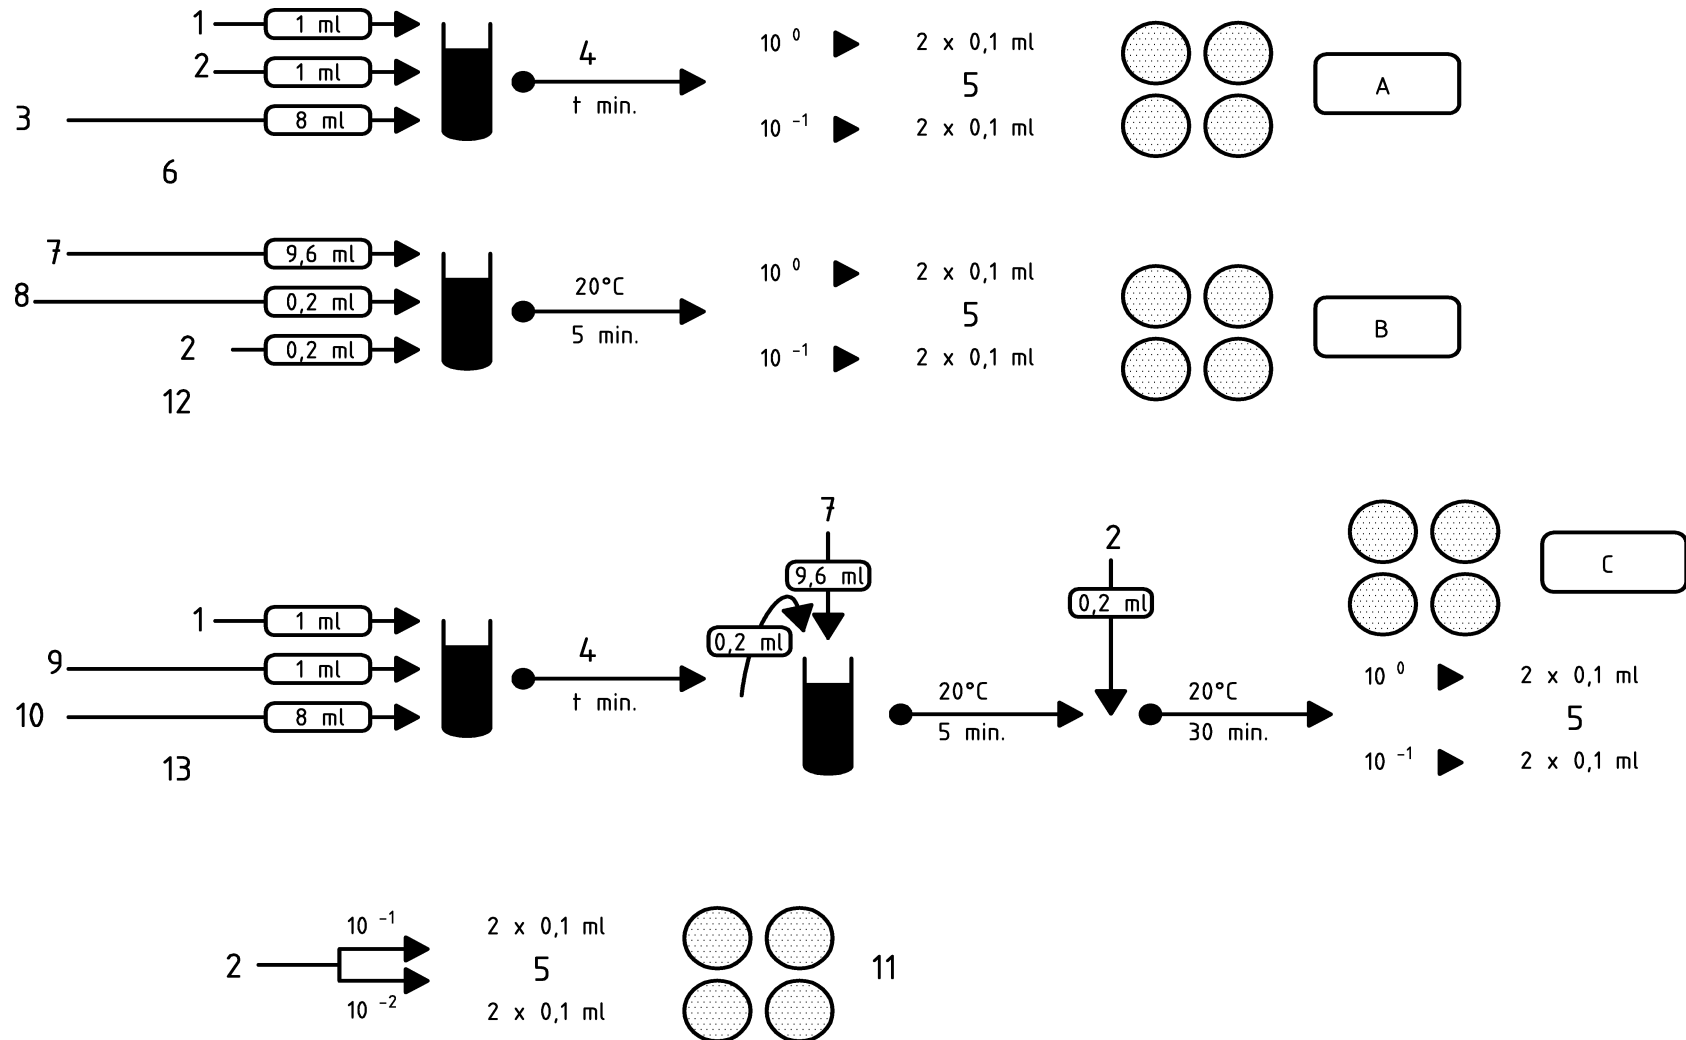 1 1 ml
2 1 ml
3 8 ml
6
4
t min.
10 0 2 x 0,1 ml
5
10 -1 2 x 0,1 ml
A
7 9,6 ml
8 0,2 ml
2 0,2 ml
12
20°C
5 min.
10 0 2 x 0,1 ml
5
10 -1 2 x 0,1 ml
B
1 1 ml
9 1 ml
10 8 ml
13
4
t min.
7
9,6 ml
0,2 ml
20°C
5 min.
2
0,2 ml
20°C
30 min.
C
10 0 2 x 0,1 ml
5
10 -1 2 x 0,1 ml
2
10 -1 2 x 0,1 ml
5
10 -2 2 x 0,1 ml
11